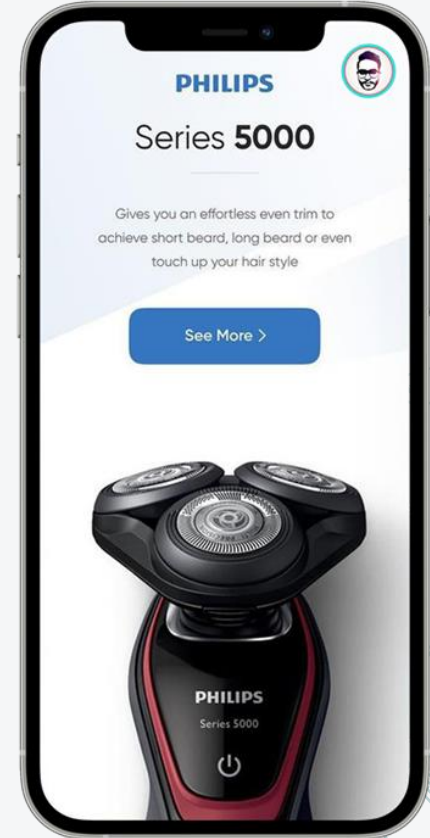 PHILIPS
Series 5000
Gives you an effortless even trim to
achieve short beard, long beard or even
touch up your hair style
See More >
PHILIPS
Series 5000